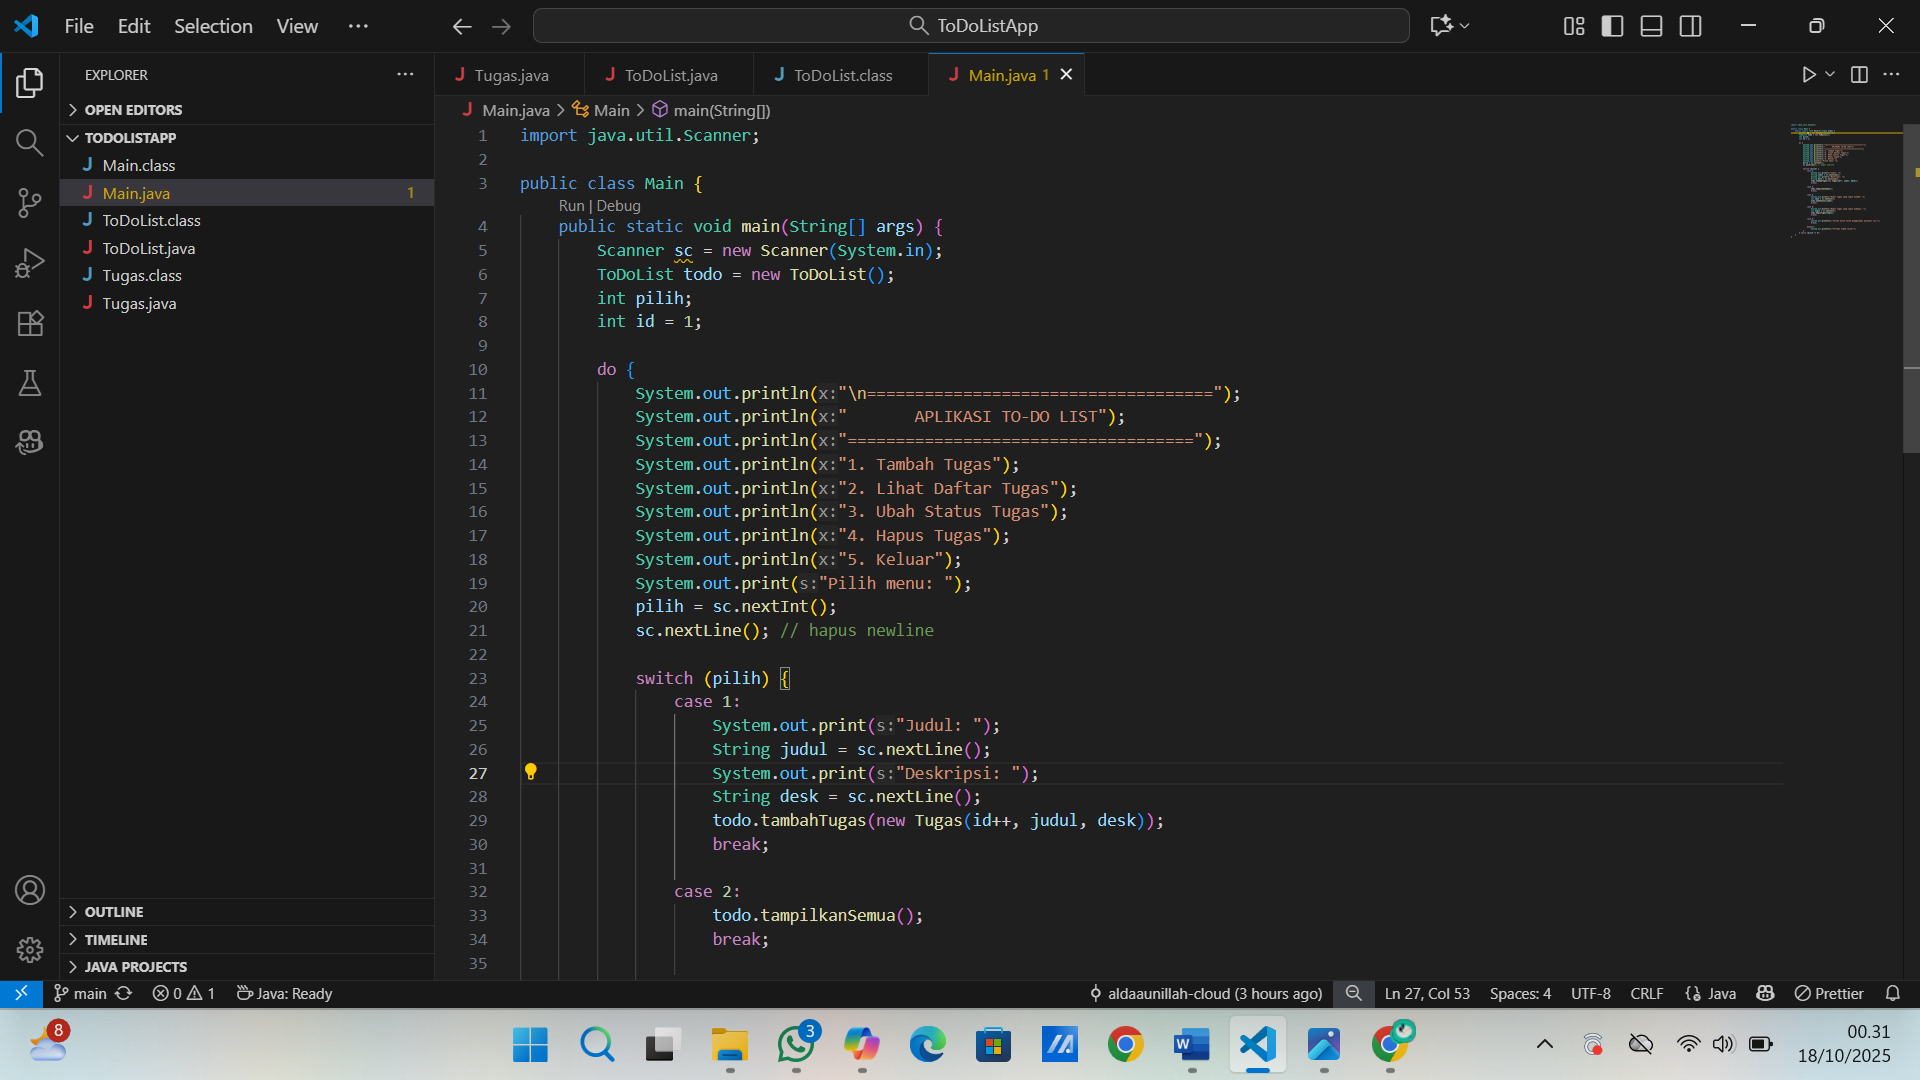 File Edit Selection View ···
ToDoListApp
EXPLORER
OPEN EDITORS
TODOLISTAPP
J Main.class
J Main.java 1
J ToDoList.class
J ToDoList.java
J Tugas.class
J Tugas.java
OUTLINE
TIMELINE
JAVA PROJECTS
J Tugas.java J ToDoList.java J ToDoList.class J Main.java 1
J Main.java > Main > main(String[])
1 import java.util.Scanner;
2
3 public class Main {
Run | Debug
4 public static void main(String[] args) {
5 Scanner sc = new Scanner(System.in);
6 ToDoList todo = new ToDoList();
7 int pilih;
8 int id = 1;
9
10 do {
11 System.out.println(x:"\n====================================");
12 System.out.println(x:"       APLIKASI TO-DO LIST");
13 System.out.println(x:"====================================");
14 System.out.println(x:"1. Tambah Tugas");
15 System.out.println(x:"2. Lihat Daftar Tugas");
16 System.out.println(x:"3. Ubah Status Tugas");
17 System.out.println(x:"4. Hapus Tugas");
18 System.out.println(x:"5. Keluar");
19 System.out.print(s:"Pilih menu: ");
20 pilih = sc.nextInt();
21 sc.nextLine(); // hapus newline
22
23 switch (pilih) {
24 case 1:
25 System.out.print(s:"Judul: ");
26 String judul = sc.nextLine();
27 System.out.print(s:"Deskripsi: ");
28 String desk = sc.nextLine();
29 todo.tambahTugas(new Tugas(id++, judul, desk));
30 break;
31
32 case 2:
33 todo.tampilkanSemua();
34 break;
35
main 0 1 Java: Ready aldaaunillah-cloud (3 hours ago) Ln 27, Col 53 Spaces: 4 UTF-8 CRLF {} Java Prettier
8 3 00.31
18/10/2025